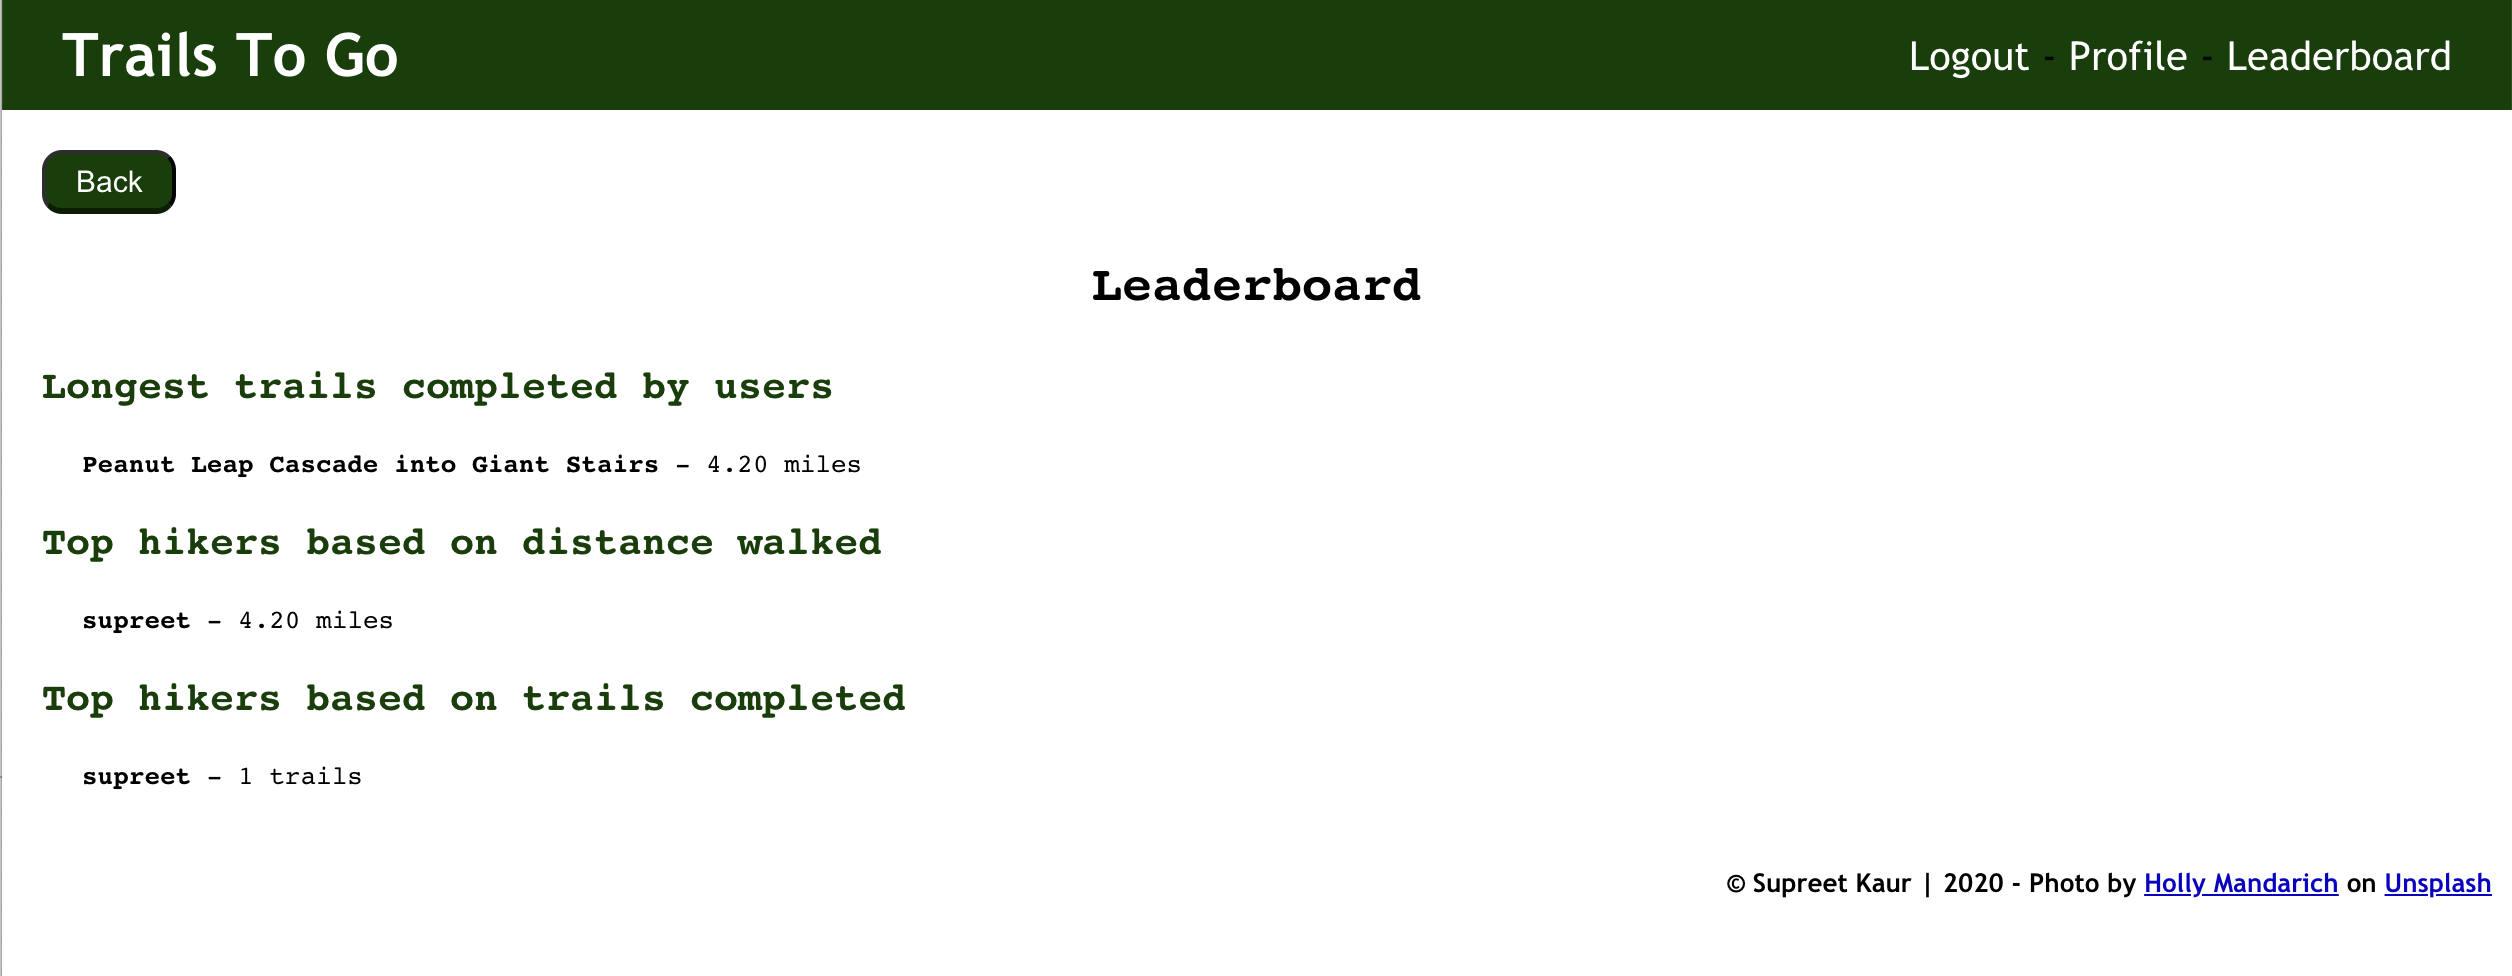 Trails To Go
Logout - Profile - Leaderboard
Back
Leaderboard
Longest trails completed by users
Peanut Leap Cascade into Giant Stairs - 4.20 miles
Top hikers based on distance walked
supreet - 4.20 miles
Top hikers based on trails completed
supreet - 1 trails
© Supreet Kaur | 2020 - Photo by Holly Mandarich on Unsplash